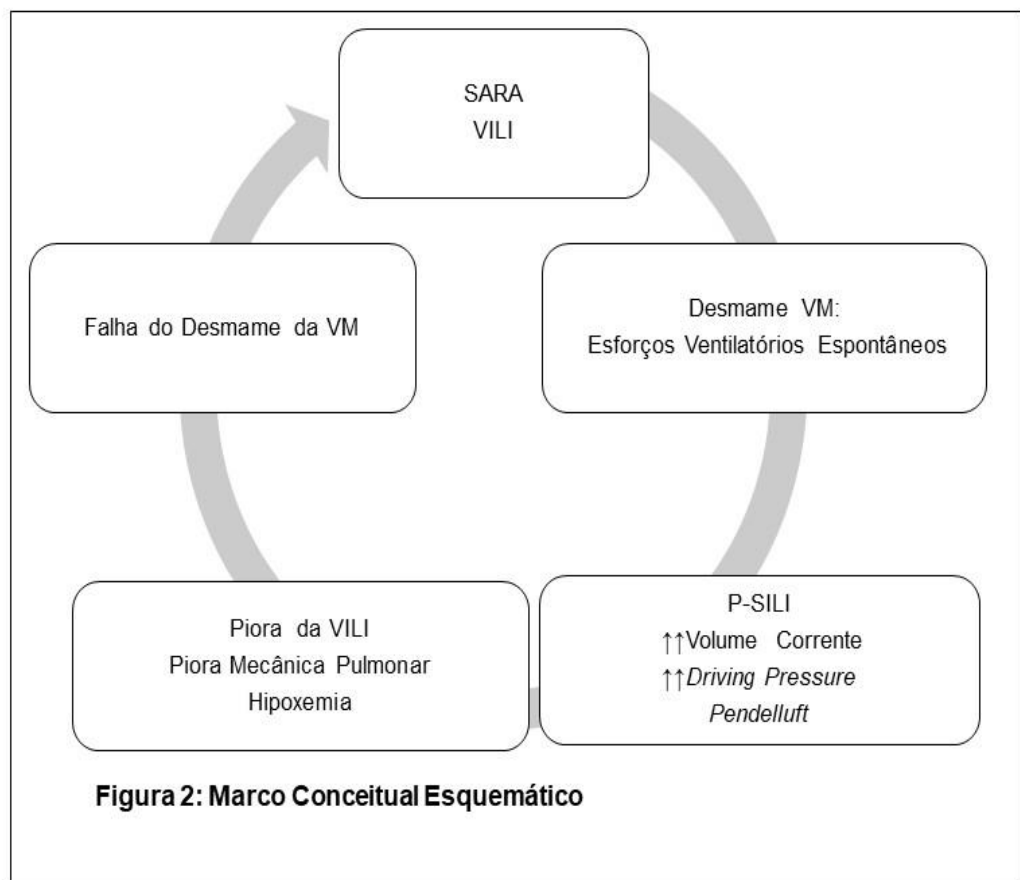 SARA
VILI
Desmame VM:
Esforços Ventilatórios Espontâneos
P-SILI
↑↑Volume Corrente
↑↑Driving Pressure
Pendelluft
Piora da VILI
Piora Mecânica Pulmonar
Hipoxemia
Falha do Desmame da VM
Figura 2: Marco Conceitual Esquemático